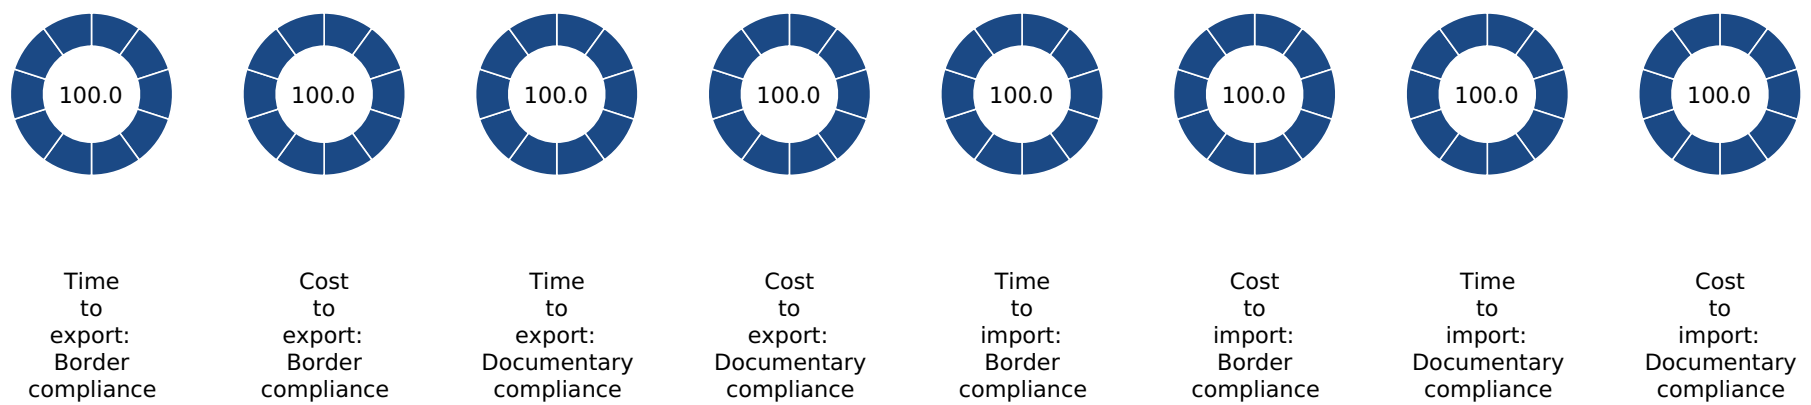 100.0 100.0 100.0 100.0 100.0 100.0 100.0 100.0
Time
to
export:
Border
compliance
Cost
to
export:
Border
compliance
Time
to
export:
Documentary
compliance
Cost
to
export:
Documentary
compliance
Time
to
import:
Border
compliance
Cost
to
import:
Border
compliance
Time
to
import:
Documentary
compliance
Cost
to
import:
Documentary
compliance